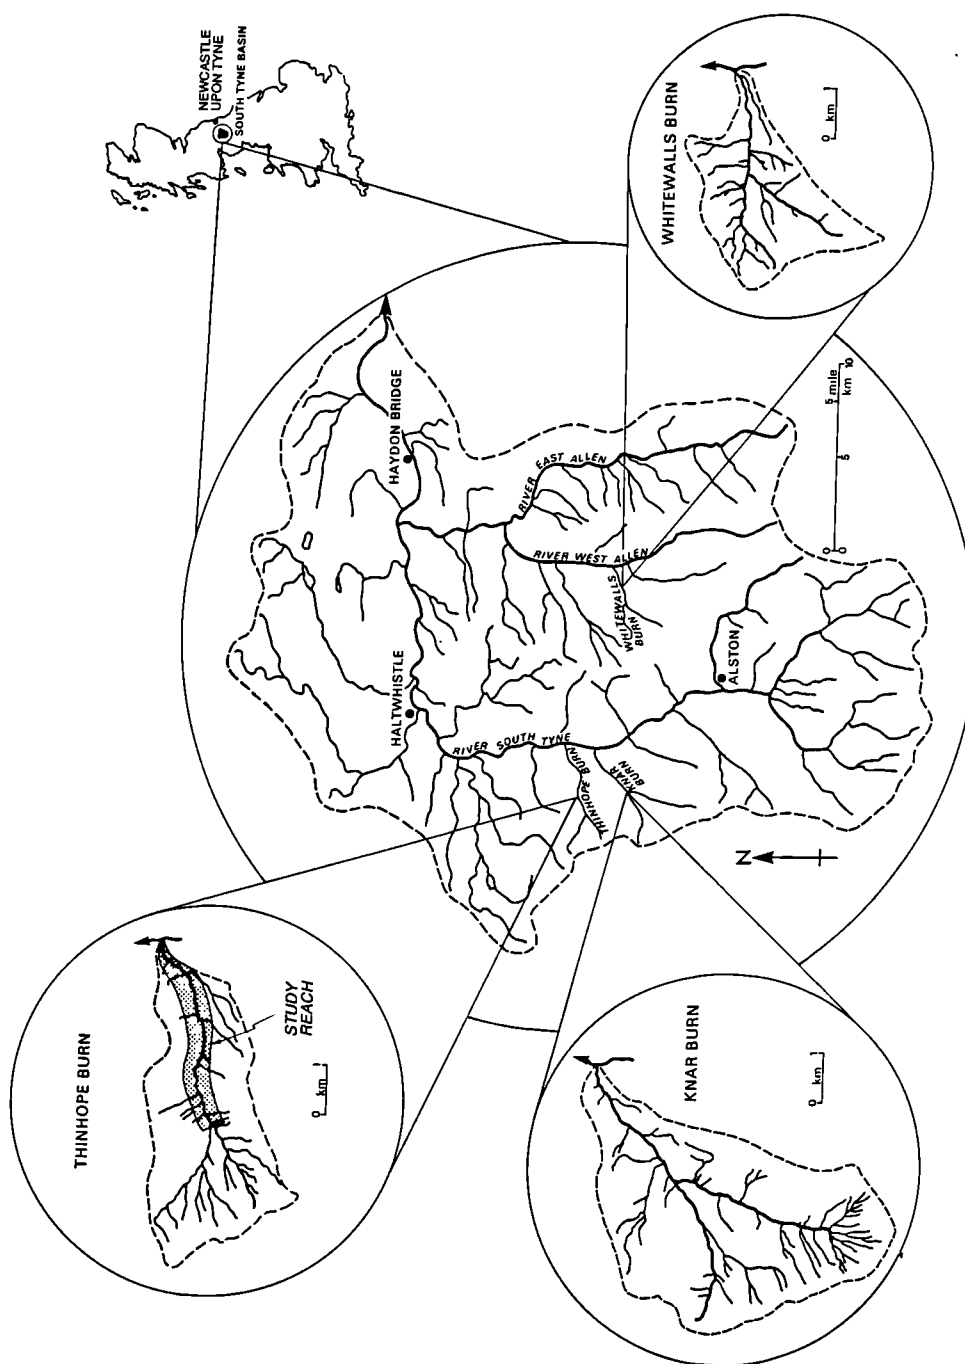 NEWCASTLE
UPON TYNE
SOUTH TYNE BASIN
THINHOPE BURN
STUDY
REACH
0 km 1
HALTWHISTLE
HAYDON BRIDGE
RIVER SOUTH TYNE
RIVER EAST ALLEN
RIVER WEST ALLEN
THINHOPE BURN
KNAR
BURN
WHITEWALLS
BURN
ALSTON
N
0 5 mile
0 5 km 10
WHITEWALLS BURN
0 km 1
KNAR BURN
0 km 1